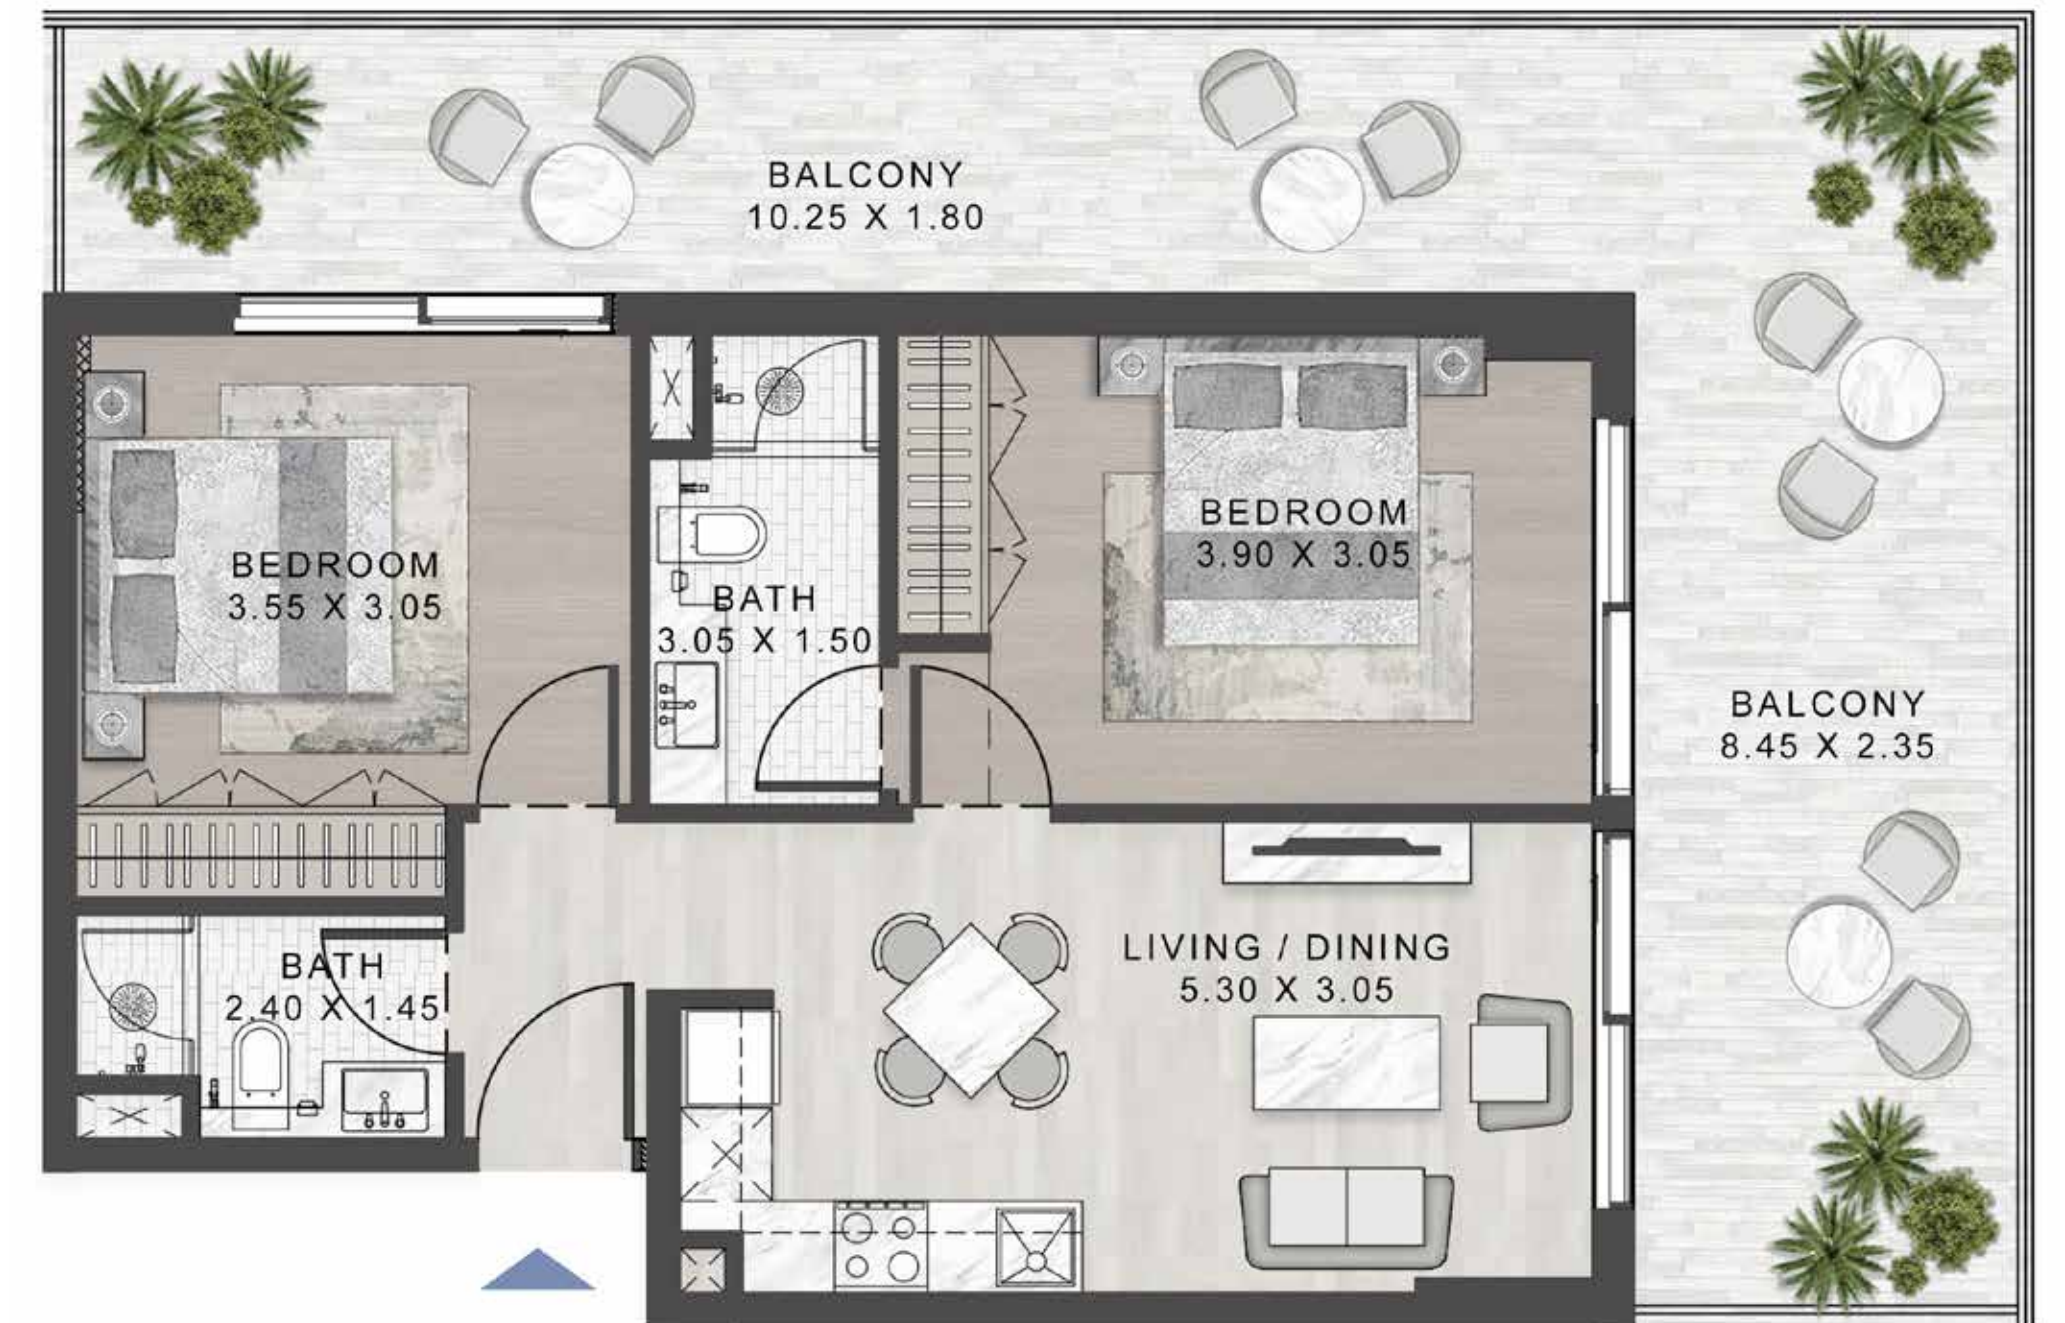 BALCONY
10.25 X 1.80
BEDROOM
3.55 X 3.05
BATH
3.05 X 1.50
BEDROOM
3.90 X 3.05
BALCONY
8.45 X 2.35
BATH
2.40 X 1.45
LIVING / DINING
5.30 X 3.05